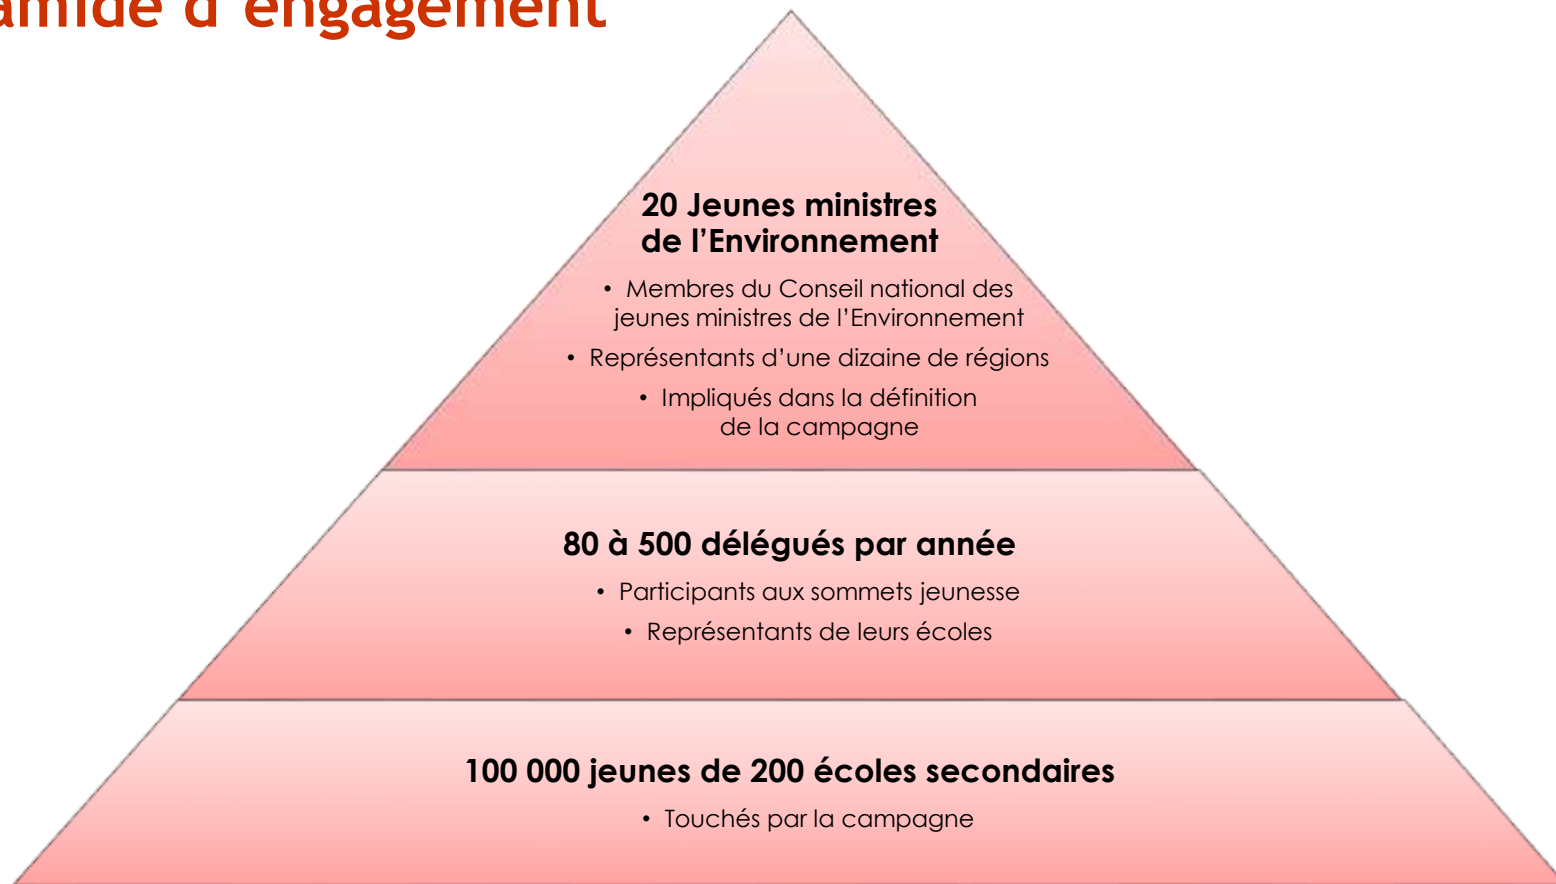 amide d'engagement
20 Jeunes ministres
de l'Environnement
• Membres du Conseil national des
jeunes ministres de l'Environnement
• Représentants d'une dizaine de régions
• Impliqués dans la définition
de la campagne
80 à 500 délégués par année
• Participants aux sommets jeunesse
• Représentants de leurs écoles
100 000 jeunes de 200 écoles secondaires
• Touchés par la campagne